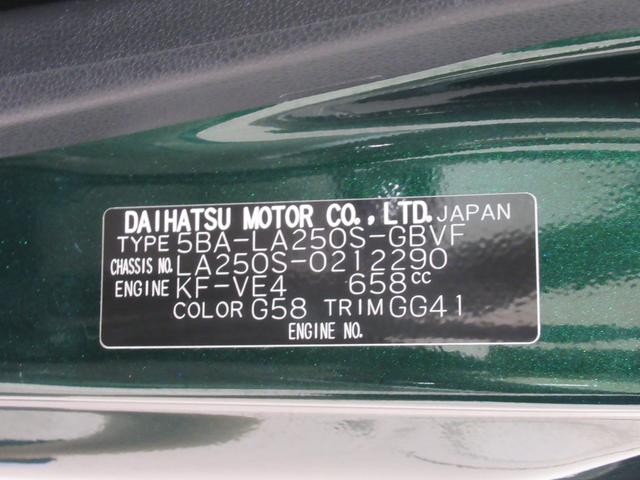 DAIHATSU MOTOR CO.,LTD. JAPAN
TYPE 5BA-LA250S-GBVF
CHASSIS NO. LA250S-0212290
ENGINE KF-VE4 658cc
COLOR G58 TRIM GG41
ENGINE NO.